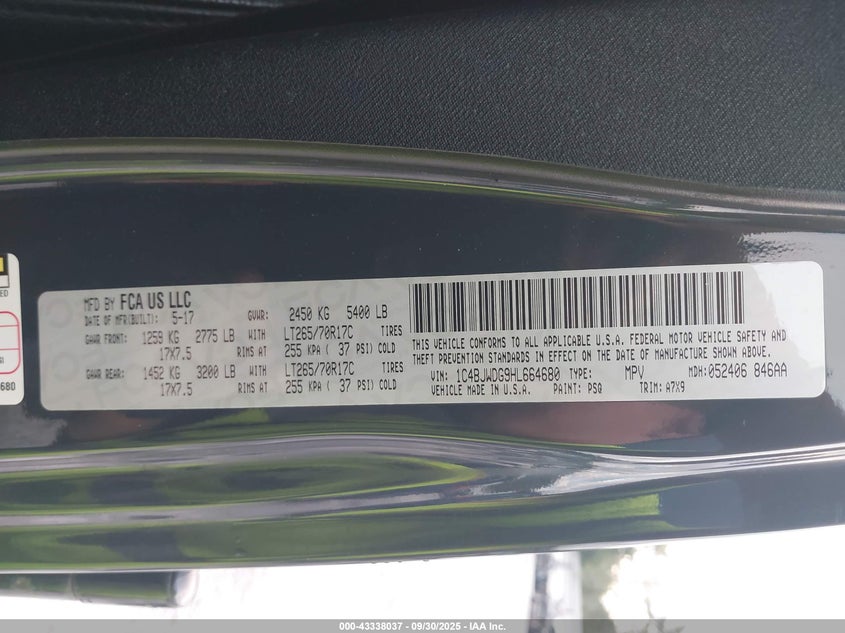 MFD BY FCA US LLC
DATE OF MFR(BUILT): 5-17 GVWR: 2450 KG 5400 LB
GAWR FRONT: 1259 KG 2775 LB WITH LT265/70R17C TIRES
17X7.5 RIMS AT 255 KPA ( 37 PSI) COLD
GAWR REAR: 1452 KG 3200 LB WITH LT265/70R17C TIRES
17X7.5 RIMS AT 255 KPA ( 37 PSI) COLD
THIS VEHICLE CONFORMS TO ALL APPLICABLE U.S.A. FEDERAL MOTOR VEHICLE SAFETY AND
THEFT PREVENTION STANDARDS IN EFFECT ON THE DATE OF MANUFACTURE SHOWN ABOVE.
VIN: 1C4BJWDG9HL664680 TYPE: MPV MDH:052406 846AA
VEHICLE MADE IN U.S.A. PAINT: PSQ TRIM: A7X9
680
000-43338037 - 09/30/2025 - IAA Inc.